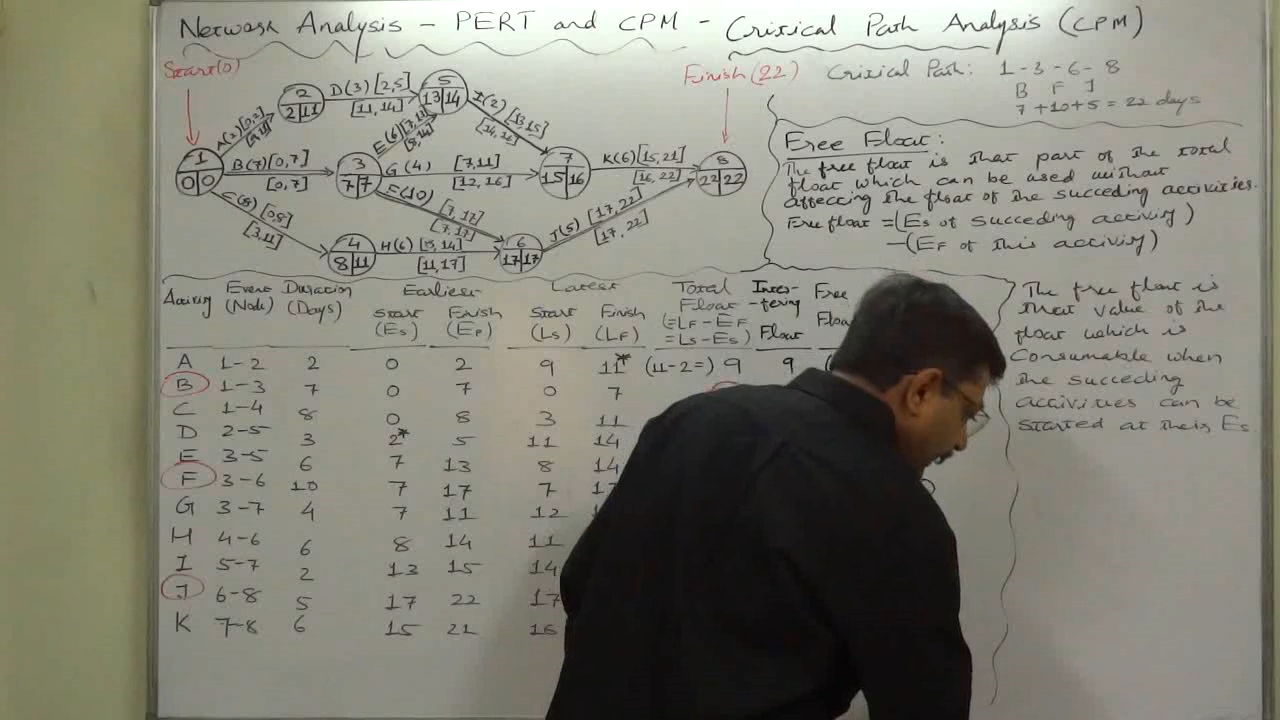 Network Analysis - PERT and CPM - Critical Path Analysis (CPM)
Start(0)
Finish(22)
Critical Path: 1-3-6-8
B F J
7+10+5 = 22 days
A(2)[0,2]
[9,11]
2
2|11
D(3) [2,5]
[11,14]
5
13|14
I(2) [13,15]
[14,16]
1
0|0
B(7)[0,7]
[0,7]
3
7|7
E(6)[7,13]
[8,14]
G(4) [7,11]
[12,16]
F(10) [7,17]
[7,17]
7
15|16
K(6)[15,21]
[16,22]
8
22|22
C(8)[0,8]
[3,11]
4
8|11
H(6) [8,14]
[11,17]
6
17|17
J(5) [17,22]
[17,22]
Free Float:
The free float is that part of the total
float which can be used without
affecting the float of the succeding activities.
Free float = (Es of succeding activity)
-(EF of this activity)
Activity Event (Node) Duration (Days) Earliest Latest Total Float Inter-fering Float Free
Start (Es) Finish (EF) Start (Ls) Finish (LF) (=LF-EF =Ls-Es)
A 1-2 2 0 2 9 11* (11-2=) 9 9
B 1-3 7 0 7 0 7
C 1-4 8 0 8 3 11
D 2-5 3 2* 5 11 14
E 3-5 6 7 13 8 14
F 3-6 10 7 17 7
G 3-7 4 7 11 12
H 4-6 6 8 14 11
I 5-7 2 13 15 14
J 6-8 5 17 22 17
K 7-8 6 15 21 16
The free float is
that value of the
float which is
Consumable when
the succeding
activities can be
started at their Es.